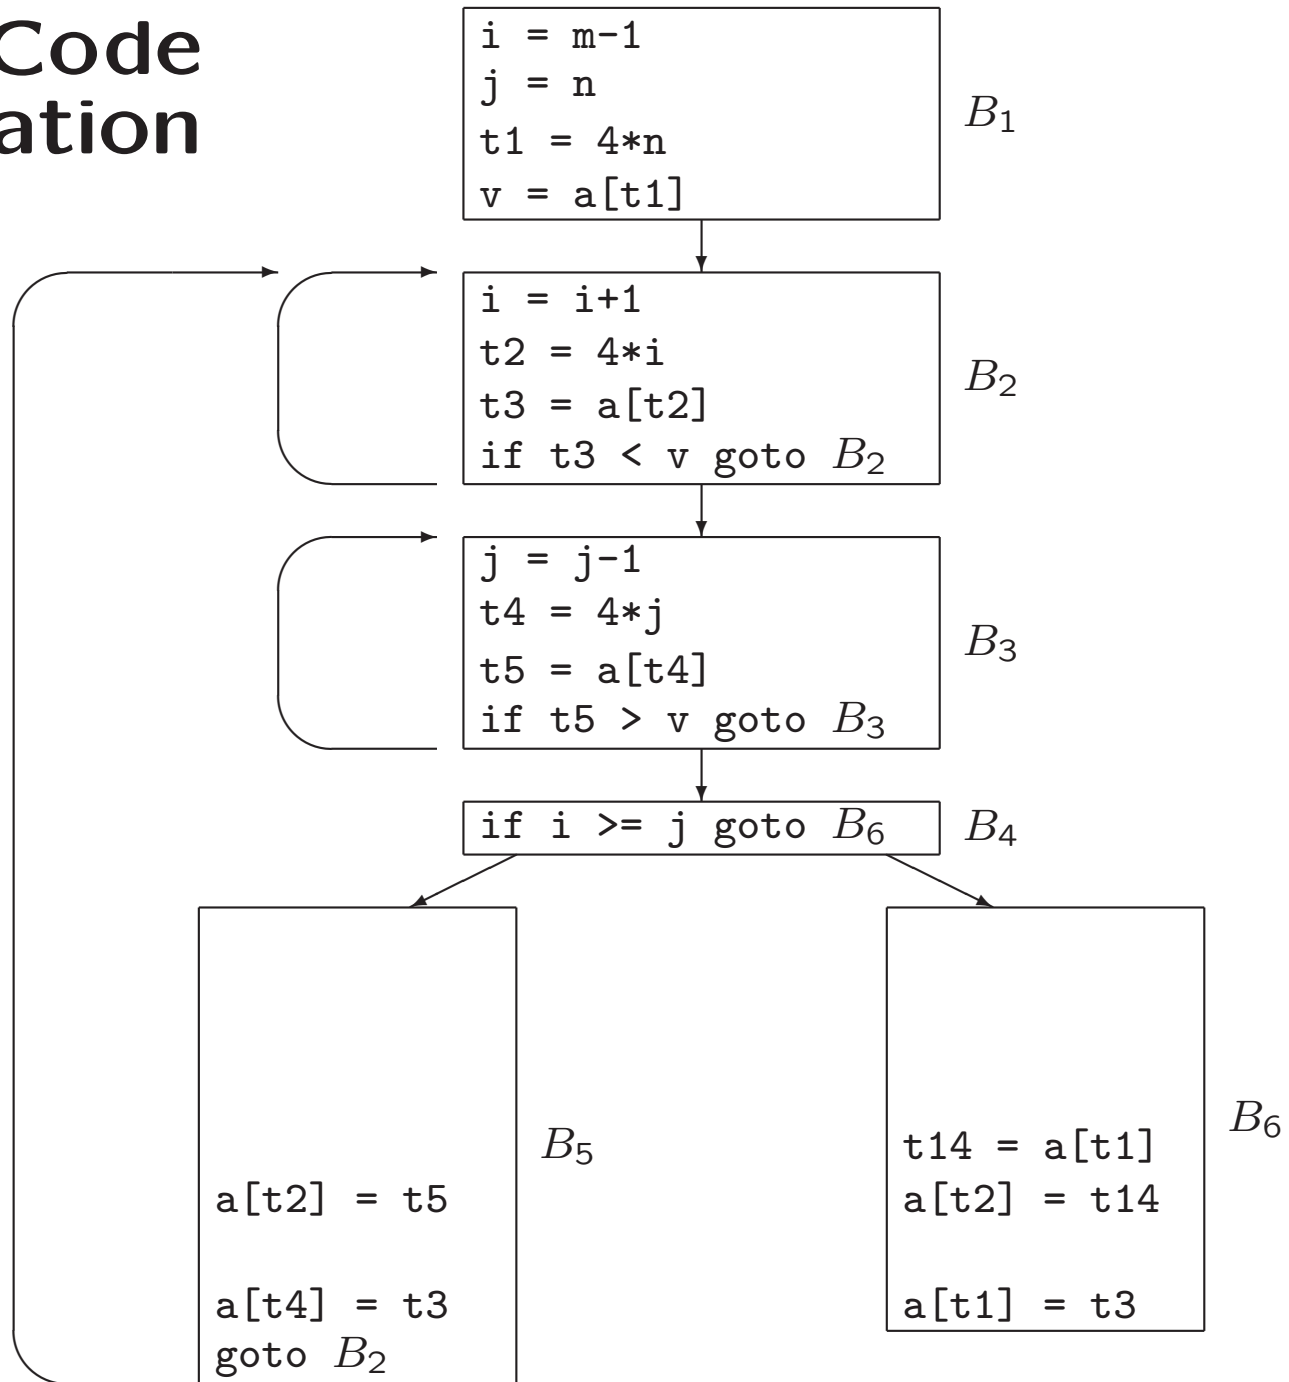 Code
ation
i = m-1
j = n
t1 = 4*n
v = a[t1]
B₁
i = i+1
t2 = 4*i
t3 = a[t2]
if t3 < v goto B₂
B₂
j = j-1
t4 = 4*j
t5 = a[t4]
if t5 > v goto B₃
B₃
if i >= j goto B₆
B₄
a[t2] = t5
a[t4] = t3
goto B₂
B₅
t14 = a[t1]
a[t2] = t14
a[t1] = t3
B₆